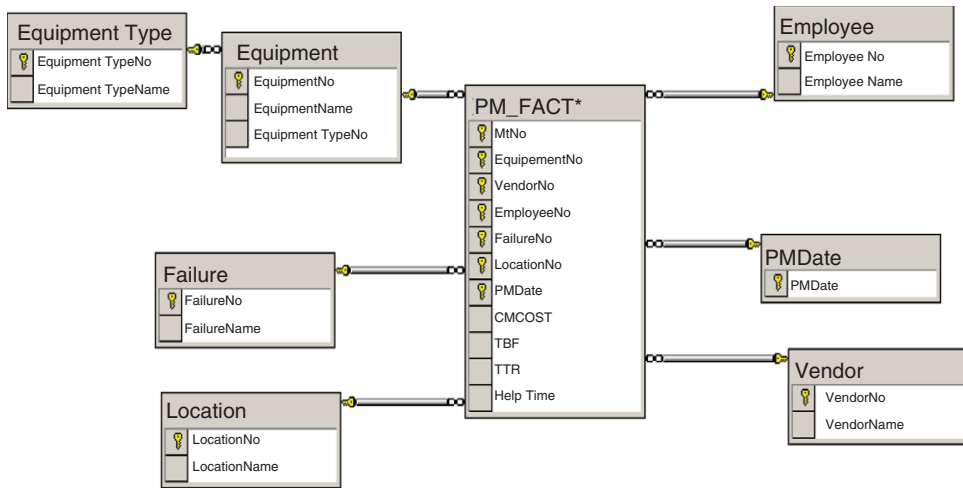 Equipment Type
Equipment TypeNo
Equipment TypeName
Equipment
EquipmentNo
EquipmentName
Equipment TypeNo
PM_FACT*
MtNo
EquipementNo
VendorNo
EmployeeNo
FailureNo
LocationNo
PMDate
CMCOST
TBF
TTR
Help Time
Employee
Employee No
Employee Name
PMDate
PMDate
Vendor
VendorNo
VendorName
Failure
FailureNo
FailureName
Location
LocationNo
LocationName